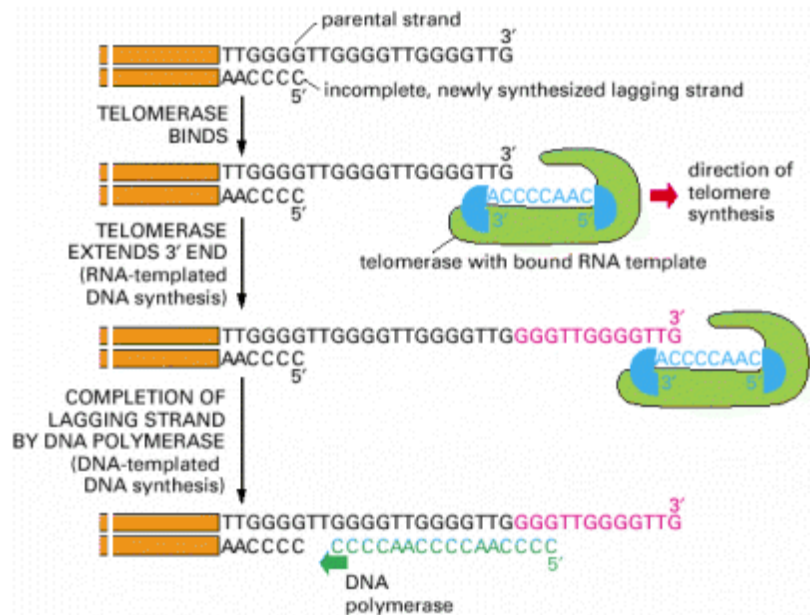 parental strand
3′
TTGGGGTTGGGGTTGGGGTTG
AACCCC
5′
incomplete, newly synthesized lagging strand
TELOMERASE
BINDS
3′
TTGGGGTTGGGGTTGGGGTTG
AACCCC
5′
ACCCCAAC
3′ 5′
direction of
telomere
synthesis
telomerase with bound RNA template
TELOMERASE
EXTENDS 3′ END
(RNA-templated
DNA synthesis)
3′
TTGGGGTTGGGGTTGGGGTTGGGGTTGGGGTTG
AACCCC
5′
ACCCCAAC
3′ 5′
COMPLETION OF
LAGGING STRAND
BY DNA POLYMERASE
(DNA-templated
DNA synthesis)
3′
TTGGGGTTGGGGTTGGGGTTGGGGTTGGGGTTG
AACCCC CCCCAACCCCAACCCC
5′
DNA
polymerase